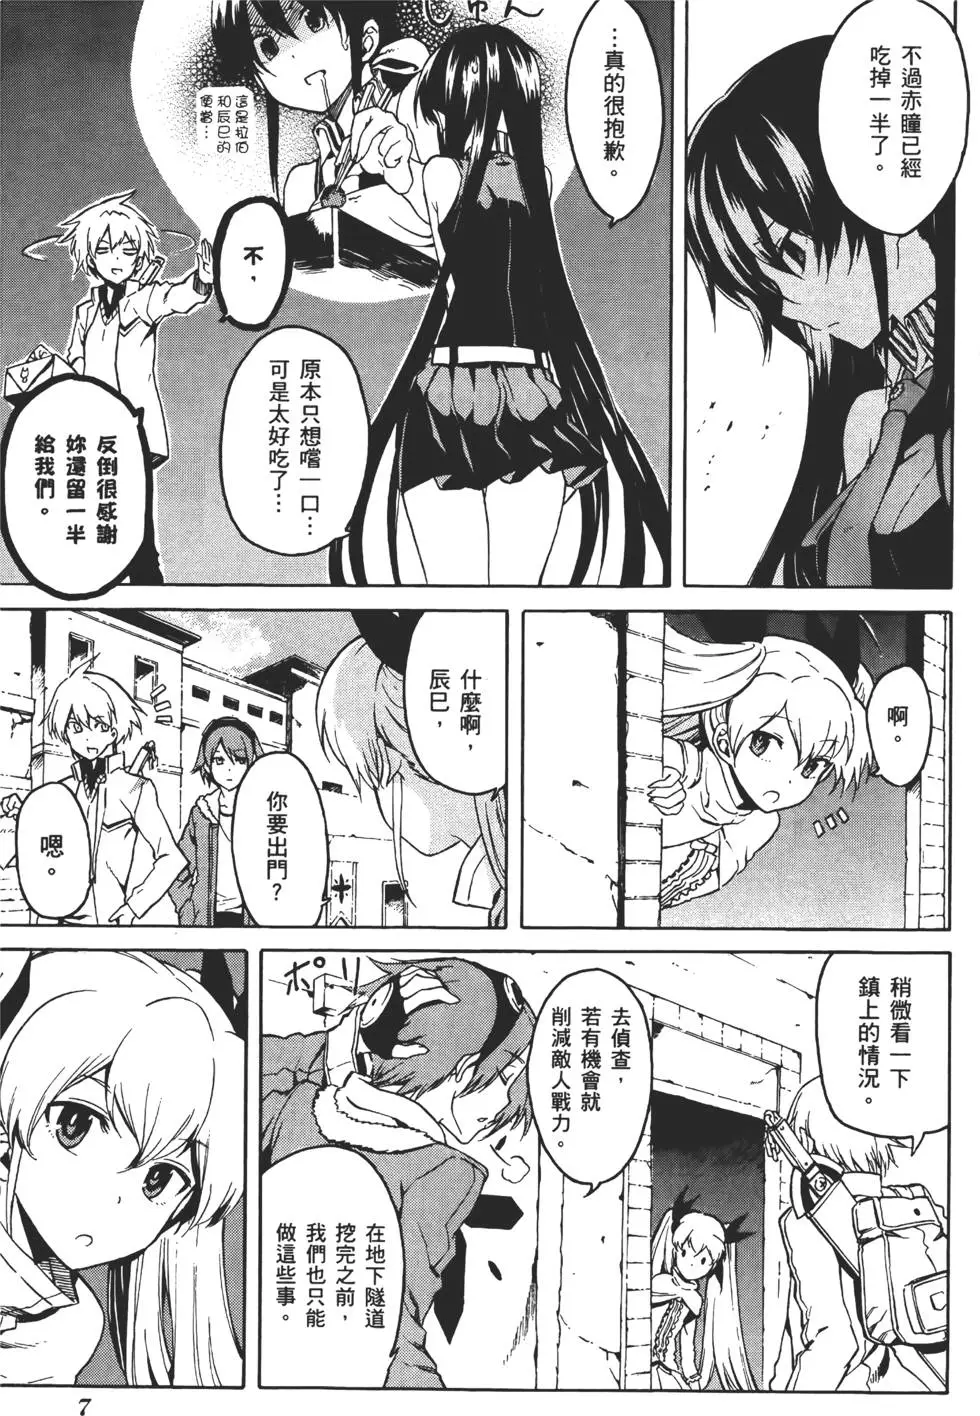 不過赤瞳已經
吃掉一半了。
…真的很抱歉。
しゅん
這是拉伯
和辰巳的
便當…
不，
原本只想嚐一口…
可是太好吃了…
反倒很感謝
妳還留一半
給我們。
啊。
什麼啊，
辰巳，
你要出門？
嗯。
稍微看一下
鎮上的情況。
去偵查，
若有機會就
削減敵人戰力。
ポリ
在地下隧道
挖完之前，
我們也只能
做這些事。
7